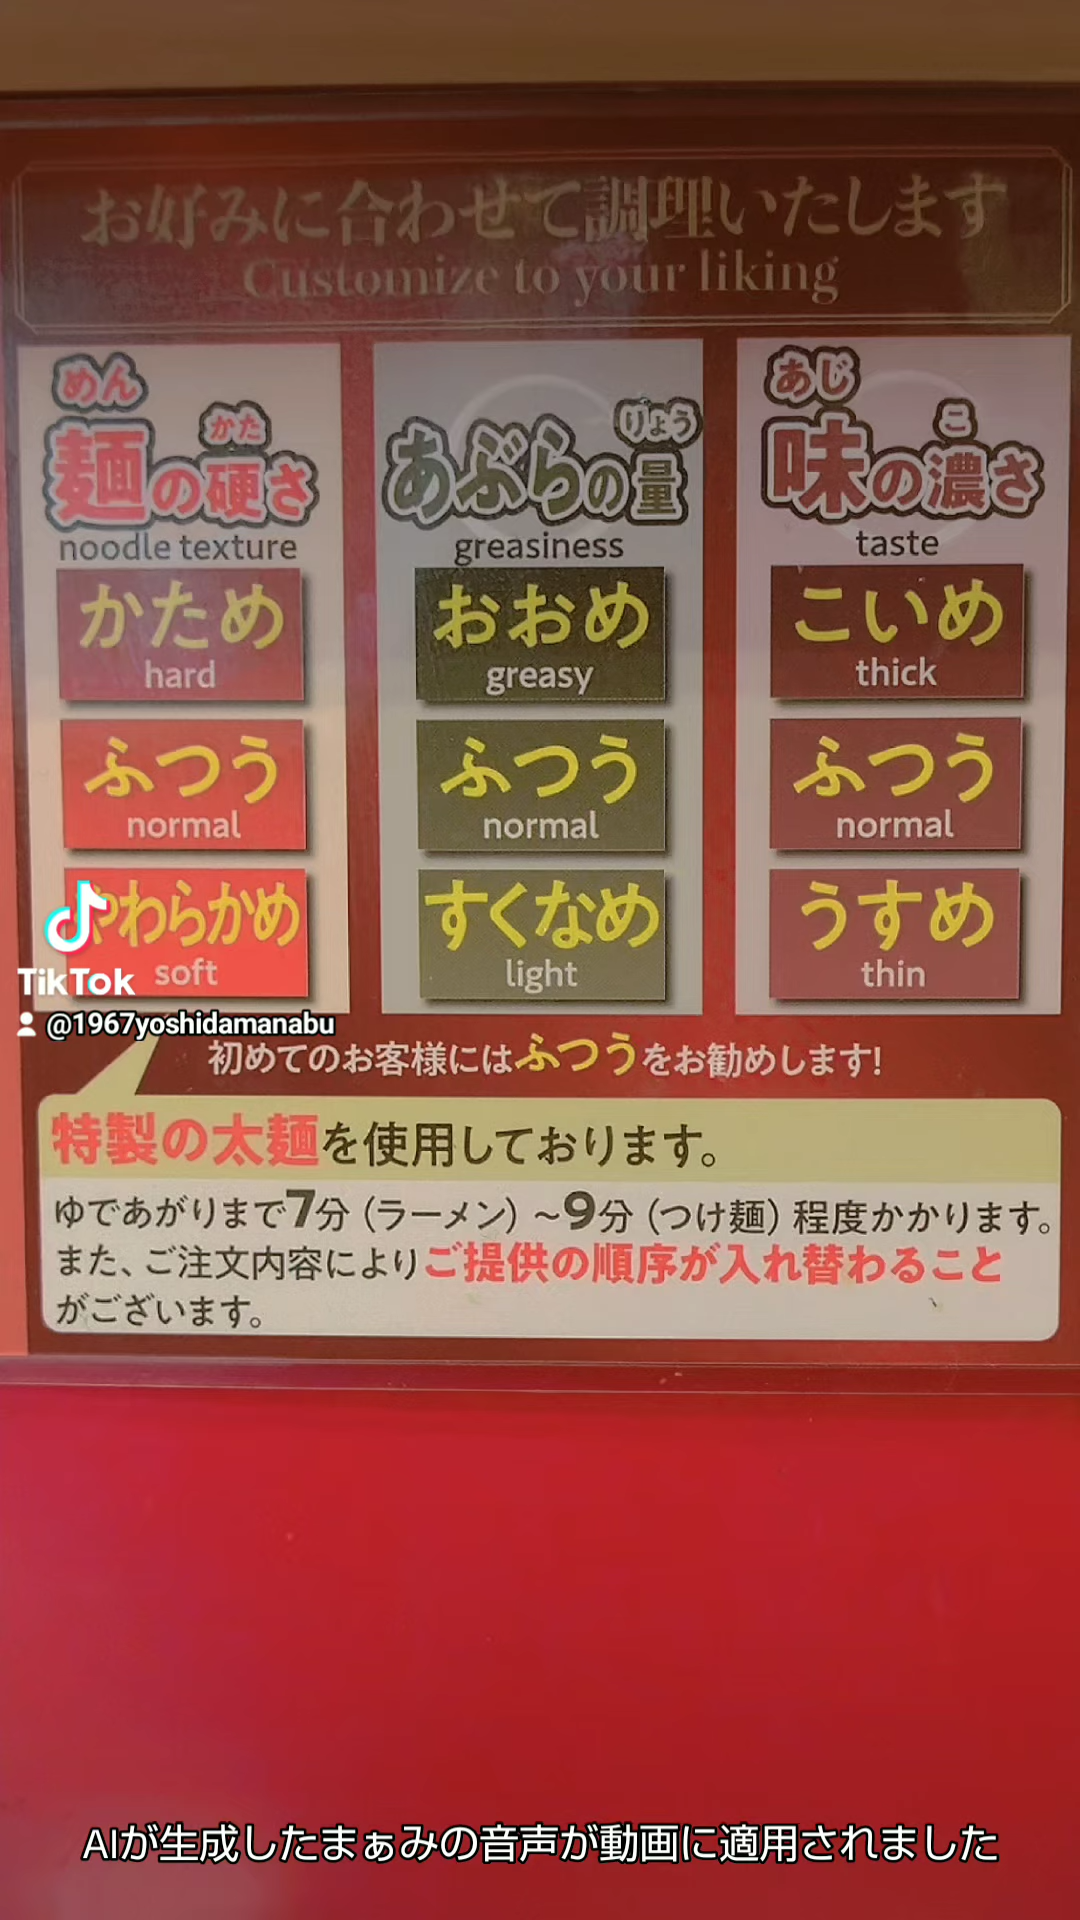 お好みに合わせて調理いたします
Customize to your liking
めん かた
麺の硬さ
noodle texture
かため
hard
ふつう
normal
やわらかめ
soft
りょう
あぶらの量
greasiness
おおめ
greasy
ふつう
normal
すくなめ
light
あじ こ
味の濃さ
taste
こいめ
thick
ふつう
normal
うすめ
thin
TikTok
@1967yoshidamanabu
初めてのお客様にはふつうをお勧めします!
特製の太麺を使用しております。
ゆであがりまで7分（ラーメン）～9分（つけ麺）程度かかります。
また、ご注文内容によりご提供の順序が入れ替わること
がございます。
AIが生成したまぁみの音声が動画に適用されました